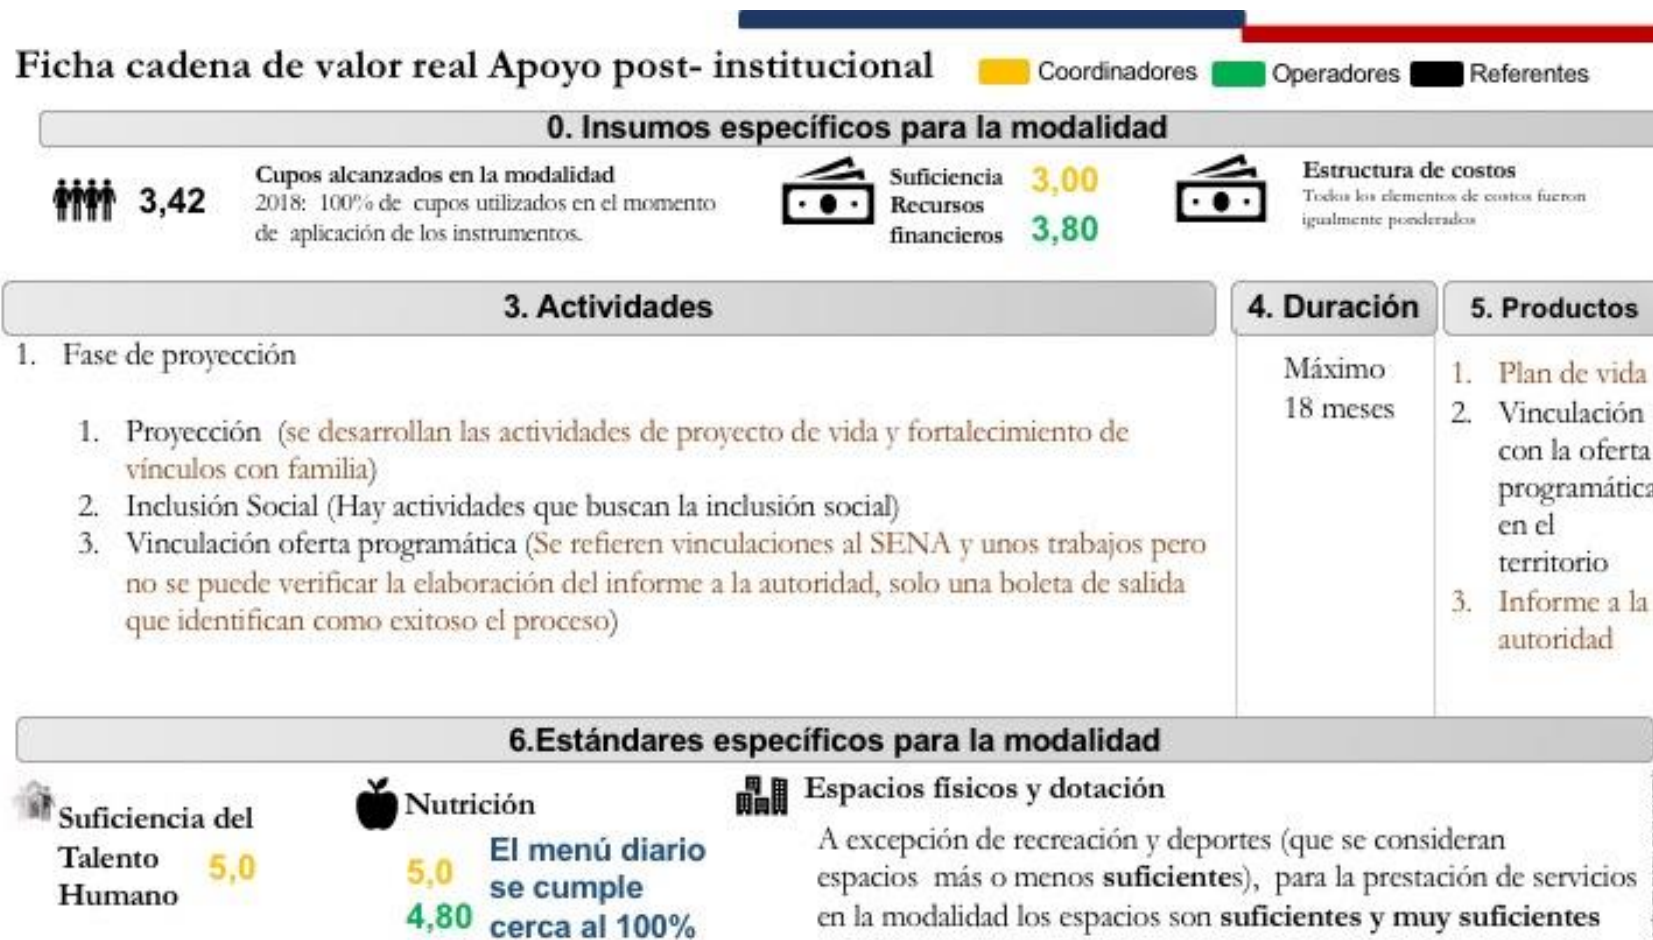 Ficha cadena de valor real Apoyo post- institucional
Coordinadores
Operadores
Referentes
0. Insumos específicos para la modalidad
3,42
Cupos alcanzados en la modalidad
2018: 100% de cupos utilizados en el momento
de aplicación de los instrumentos.
Suficiencia
Recursos
financieros
3,00
3,80
Estructura de costos
Todos los elementos de costos fueron
igualmente ponderados
3. Actividades
1. Fase de proyección
1. Proyección (se desarrollan las actividades de proyecto de vida y fortalecimiento de
vínculos con familia)
2. Inclusión Social (Hay actividades que buscan la inclusión social)
3. Vinculación oferta programática (Se refieren vinculaciones al SENA y unos trabajos pero
no se puede verificar la elaboración del informe a la autoridad, solo una boleta de salida
que identifican como exitoso el proceso)
4. Duración
Máximo
18 meses
5. Productos
1. Plan de vida
2. Vinculación
con la oferta
programática
en el
territorio
3. Informe a la
autoridad
6.Estándares específicos para la modalidad
Suficiencia del
Talento
Humano
5,0
Nutrición
5,0
4,80
El menú diario
se cumple
cerca al 100%
Espacios físicos y dotación
A excepción de recreación y deportes (que se consideran
espacios más o menos suficientes), para la prestación de servicios
en la modalidad los espacios son suficientes y muy suficientes